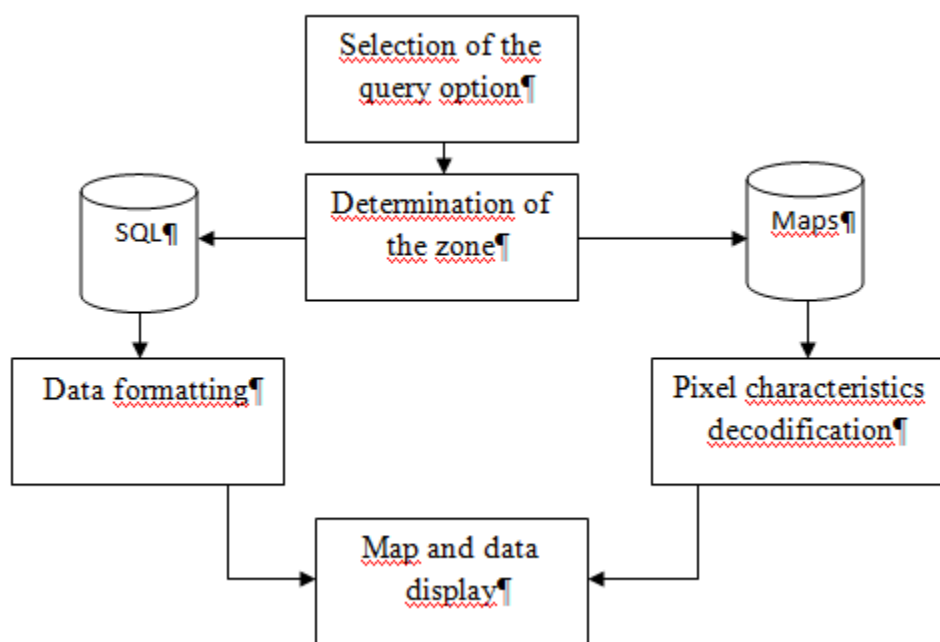 Selection of the
query option¶
Determination of
the zone¶
SQL¶
Maps¶
Data formatting¶
Pixel characteristics
decodification¶
Map and data
display¶